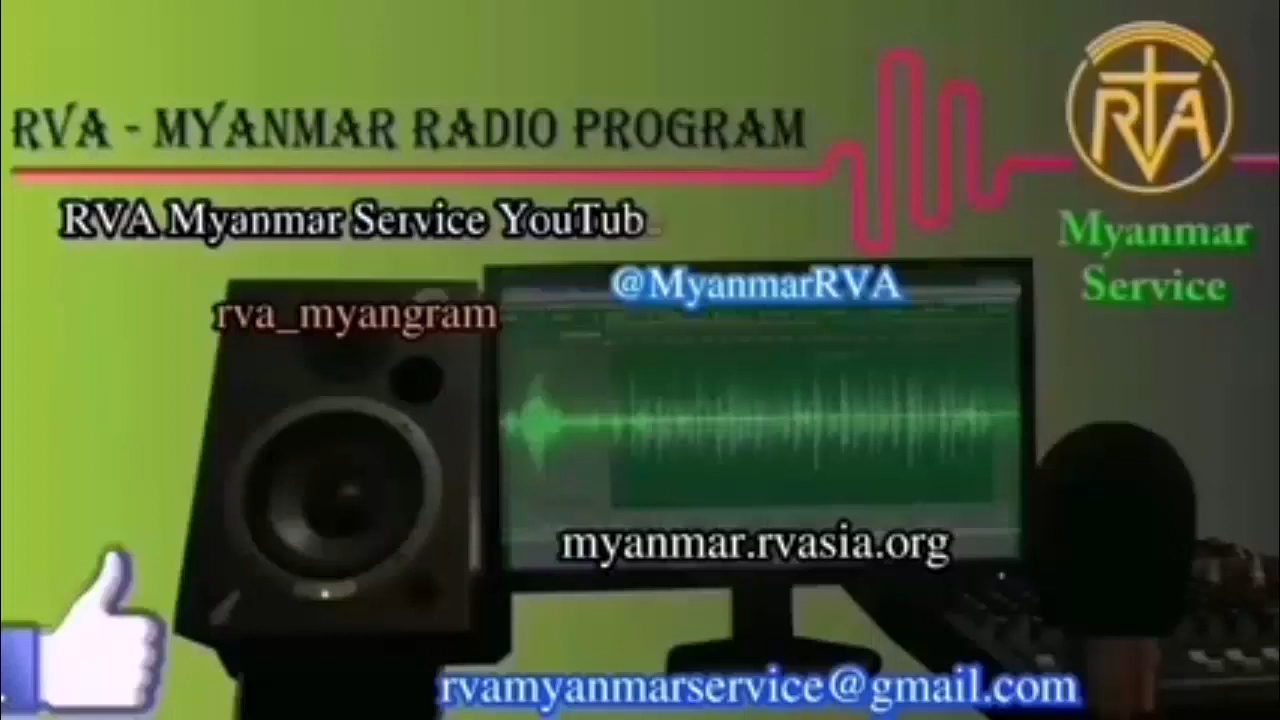 RVA - MYANMAR RADIO PROGRAM
RVA
Myanmar
Service
RVA Myanmar Service YouTub
@MyanmarRVA
rva_myangram
myanmar.rvasia.org
rvamyanmarservice@gmail.com